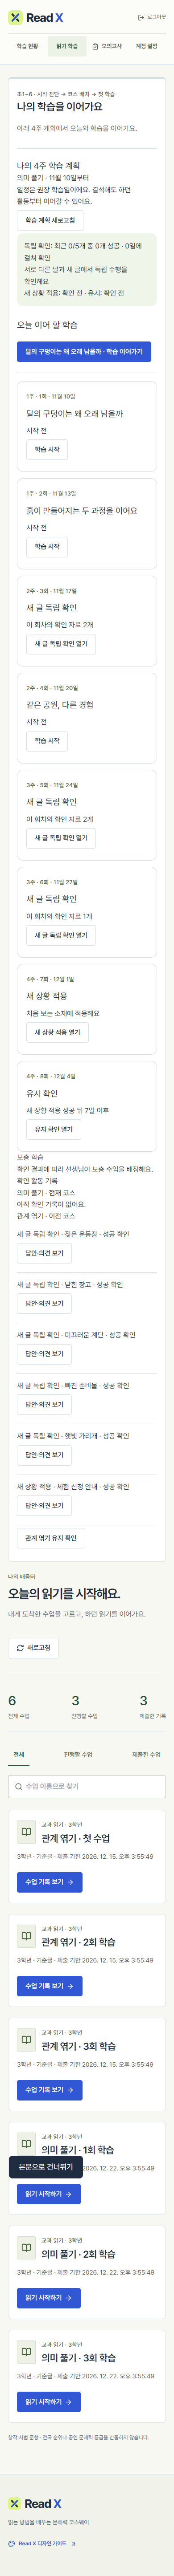 Read X
로그아웃
학습 현황
읽기 학습
모의고사
계정 설정
초1–6 · 시작 진단 → 코스 배치 → 첫 학습
나의 학습을 이어가요
아래 4주 계획에서 오늘의 학습을 이어가요.
나의 4주 학습 계획
의미 풀기 · 11월 10일부터
일정은 권장 학습일이에요. 결석해도 하던
활동부터 이어갈 수 있어요.
학습 계획 새로고침
독립 확인: 최근 0/5개 중 0개 성공 · 0일에
걸쳐 확인
서로 다른 날과 새 글에서 독립 수행을
확인해요
새 상황 적용: 확인 전 · 유지: 확인 전
오늘 이어 할 학습
달의 구덩이는 왜 오래 남을까 · 학습 이어가기
1주 · 1회 · 11월 10일
달의 구덩이는 왜 오래 남을까
시작 전
학습 시작
1주 · 2회 · 11월 13일
흙이 만들어지는 두 과정을 이어요
시작 전
학습 시작
2주 · 3회 · 11월 17일
새 글 독립 확인
이 회차의 확인 자료 2개
새 글 독립 확인 열기
2주 · 4회 · 11월 20일
같은 공원, 다른 경험
시작 전
학습 시작
3주 · 5회 · 11월 24일
새 글 독립 확인
이 회차의 확인 자료 2개
새 글 독립 확인 열기
3주 · 6회 · 11월 27일
새 글 독립 확인
이 회차의 확인 자료 1개
새 글 독립 확인 열기
4주 · 7회 · 12월 1일
새 상황 적용
처음 보는 소재에 적용해요
새 상황 적용 열기
4주 · 8회 · 12월 4일
유지 확인
새 상황 적용 성공 뒤 7일 이후
유지 확인 열기
보충 학습
확인 결과에 따라 선생님이 보충 수업을 배정해요.
확인 활동 기록
의미 풀기 · 현재 코스
아직 확인 기록이 없어요.
관계 엮기 · 이전 코스
새 글 독립 확인 · 젖은 운동장 · 성공 확인
답안·의견 보기
새 글 독립 확인 · 닫힌 창고 · 성공 확인
답안·의견 보기
새 글 독립 확인 · 미끄러운 계단 · 성공 확인
답안·의견 보기
새 글 독립 확인 · 빠진 준비물 · 성공 확인
답안·의견 보기
새 글 독립 확인 · 햇빛 가리개 · 성공 확인
답안·의견 보기
새 상황 적용 · 체험 신청 안내 · 성공 확인
답안·의견 보기
관계 엮기 유지 확인
나의 배움터
오늘의 읽기를 시작해요.
내게 도착한 수업을 고르고, 하던 읽기를 이어가요.
새로고침
6
전체 수업
3
진행할 수업
3
제출한 기록
전체
진행할 수업
제출한 수업
수업 이름으로 찾기
교과 읽기 · 3학년
관계 엮기 · 첫 수업
3학년 · 기준글 · 제출 기한 2026. 12. 15. 오후 3:55:49
수업 기록 보기
교과 읽기 · 3학년
관계 엮기 · 2회 학습
3학년 · 기준글 · 제출 기한 2026. 12. 15. 오후 3:55:49
수업 기록 보기
교과 읽기 · 3학년
관계 엮기 · 3회 학습
3학년 · 기준글 · 제출 기한 2026. 12. 15. 오후 3:55:49
수업 기록 보기
교과 읽기 · 3학년
의미 풀기 · 1회 학습
본문으로 건너뛰기
2026. 12. 22. 오후 3:55:49
읽기 시작하기
교과 읽기 · 3학년
의미 풀기 · 2회 학습
3학년 · 기준글 · 제출 기한 2026. 12. 22. 오후 3:55:49
읽기 시작하기
교과 읽기 · 3학년
의미 풀기 · 3회 학습
3학년 · 기준글 · 제출 기한 2026. 12. 22. 오후 3:55:49
읽기 시작하기
창작 시범 문항 · 전국 순위나 공인 문해력 등급을 산출하지 않습니다.
Read X
읽는 방법을 배우는 문해력 코스웨어
Read X 디자인 가이드